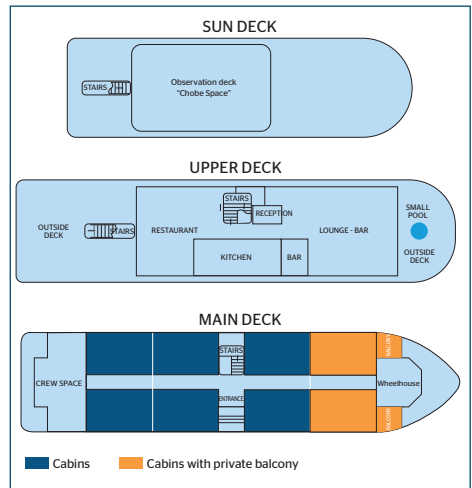 SUN DECK
STAIRS
Observation deck
"Chobe Space"
UPPER DECK
OUTSIDE
DECK
STAIRS
RESTAURANT
STAIRS
RECEPTION
KITCHEN
BAR
LOUNGE - BAR
SMALL
POOL
OUTSIDE
DECK
MAIN DECK
CREW SPACE
STAIRS
ENTRANCE
BALCONY
Wheelhouse
BALCONY
Cabins
Cabins with private balcony